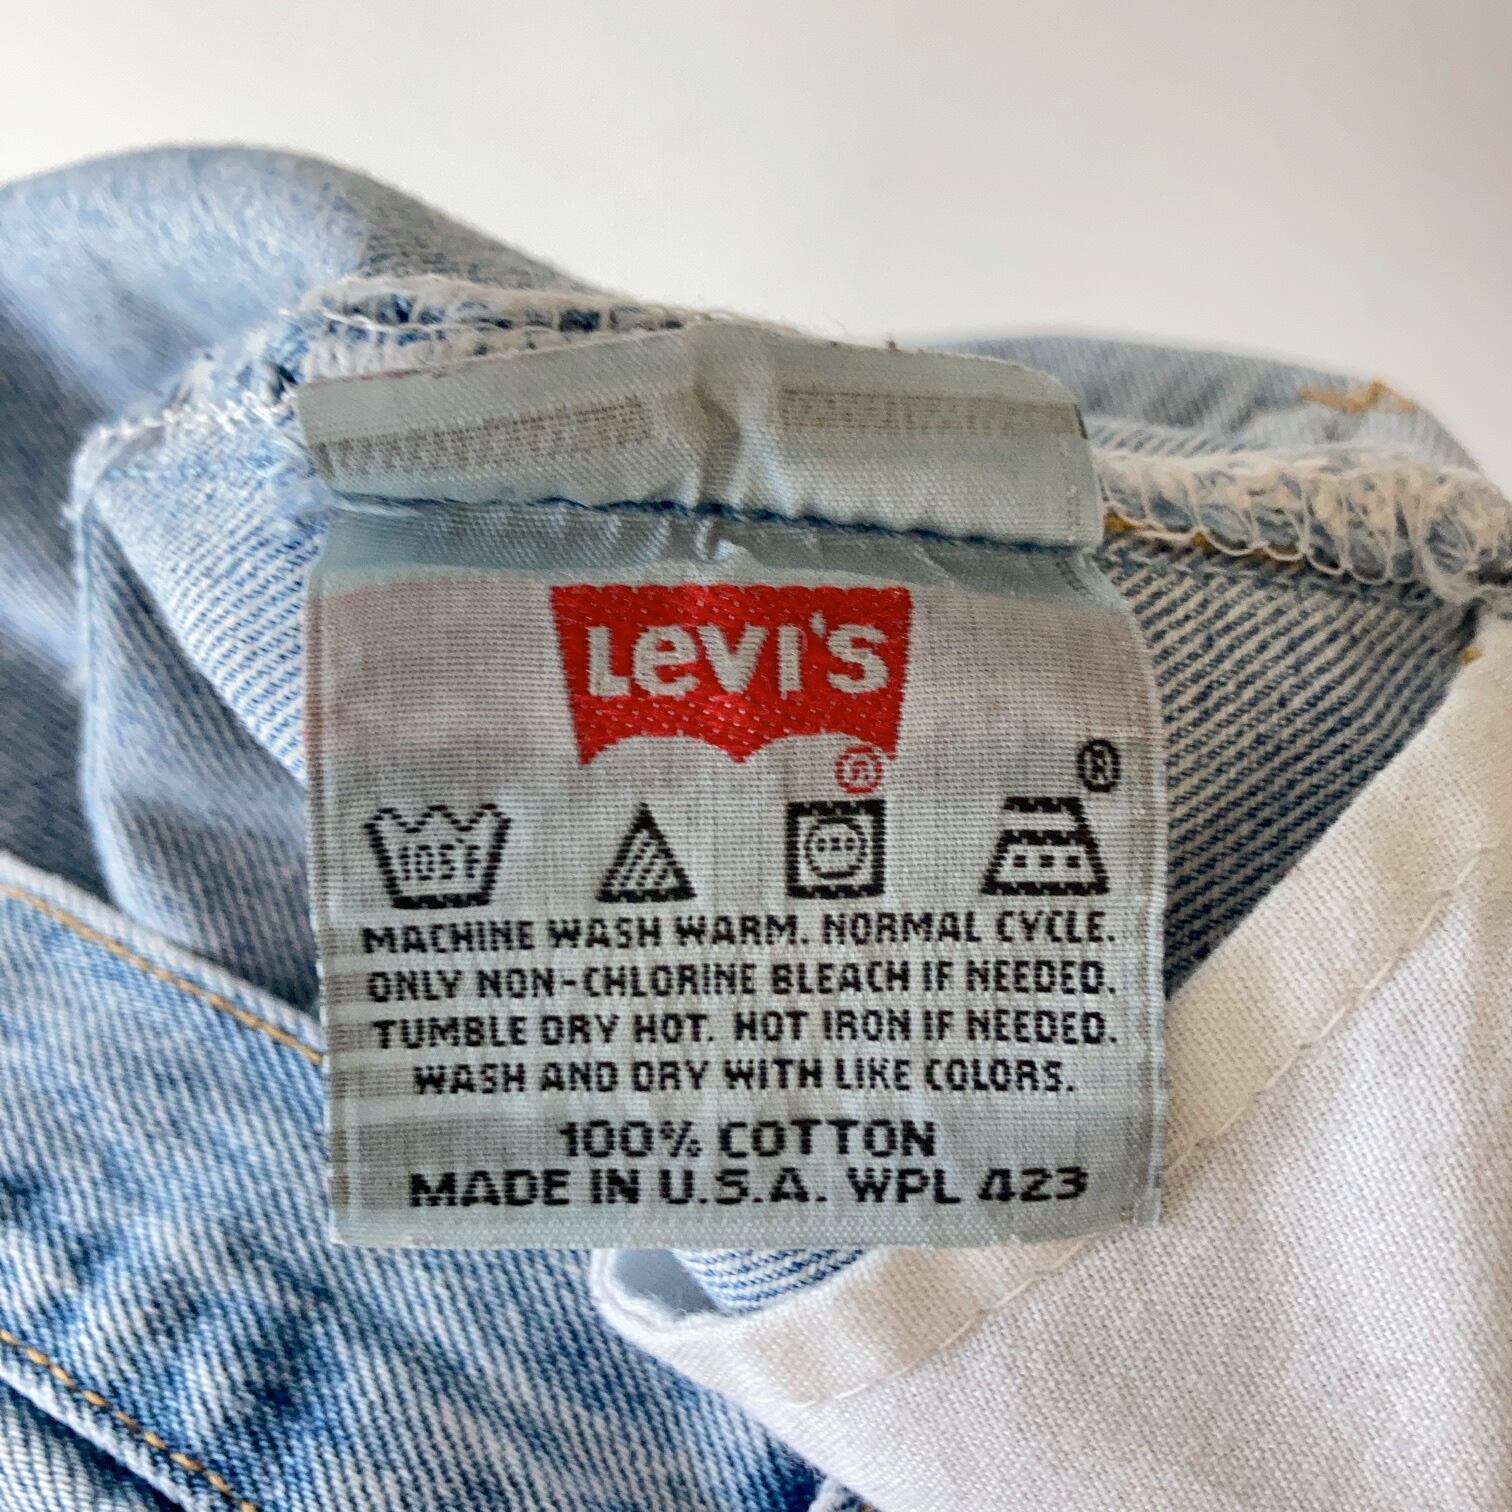 Levi's
®
®
105°F
MACHINE WASH WARM. NORMAL CYCLE.
ONLY NON-CHLORINE BLEACH IF NEEDED.
TUMBLE DRY HOT. HOT IRON IF NEEDED.
WASH AND DRY WITH LIKE COLORS.
100% COTTON
MADE IN U.S.A. WPL 423